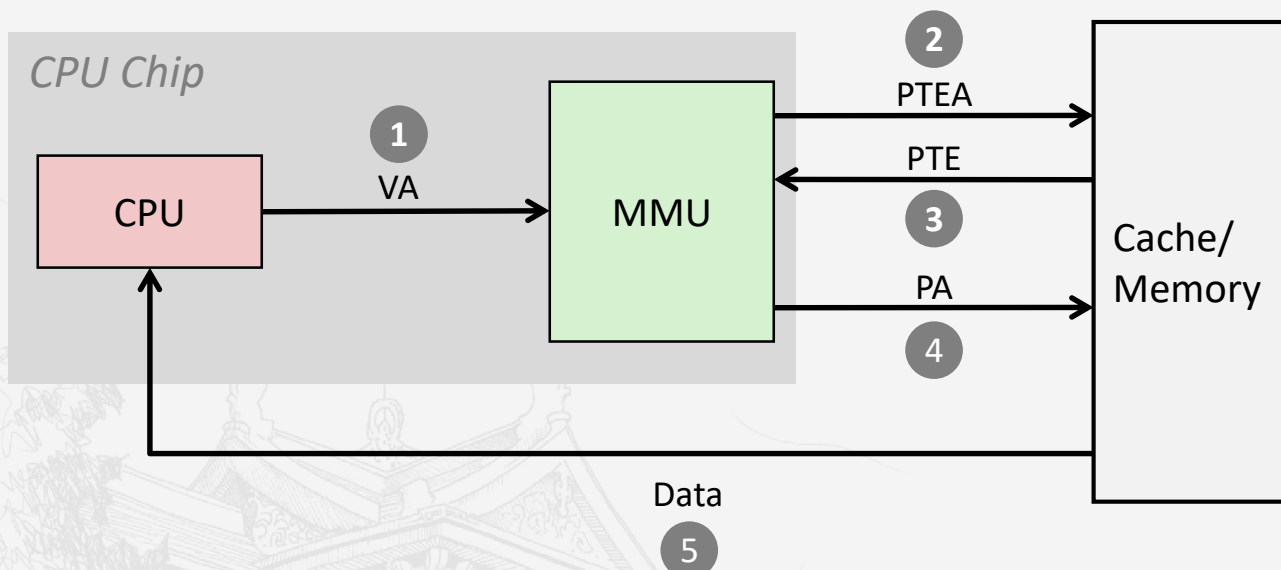 2
CPU Chip
PTEA
1
VA
PTE
CPU
MMU
3
Cache/
Memory
PA
4
Data
5